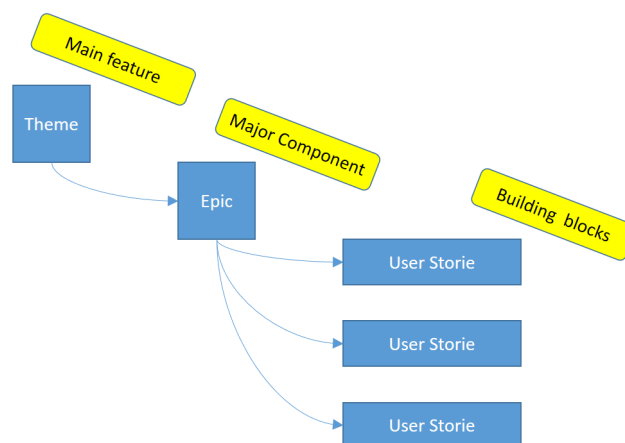 Main feature
Theme
Major Component
Epic
Building blocks
User Storie
User Storie
User Storie